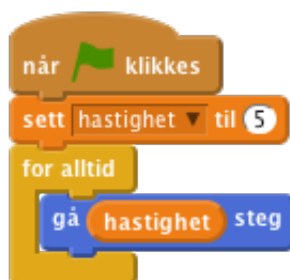 når klikkes
sett hastighet til 5
for alltid
gå hastighet steg